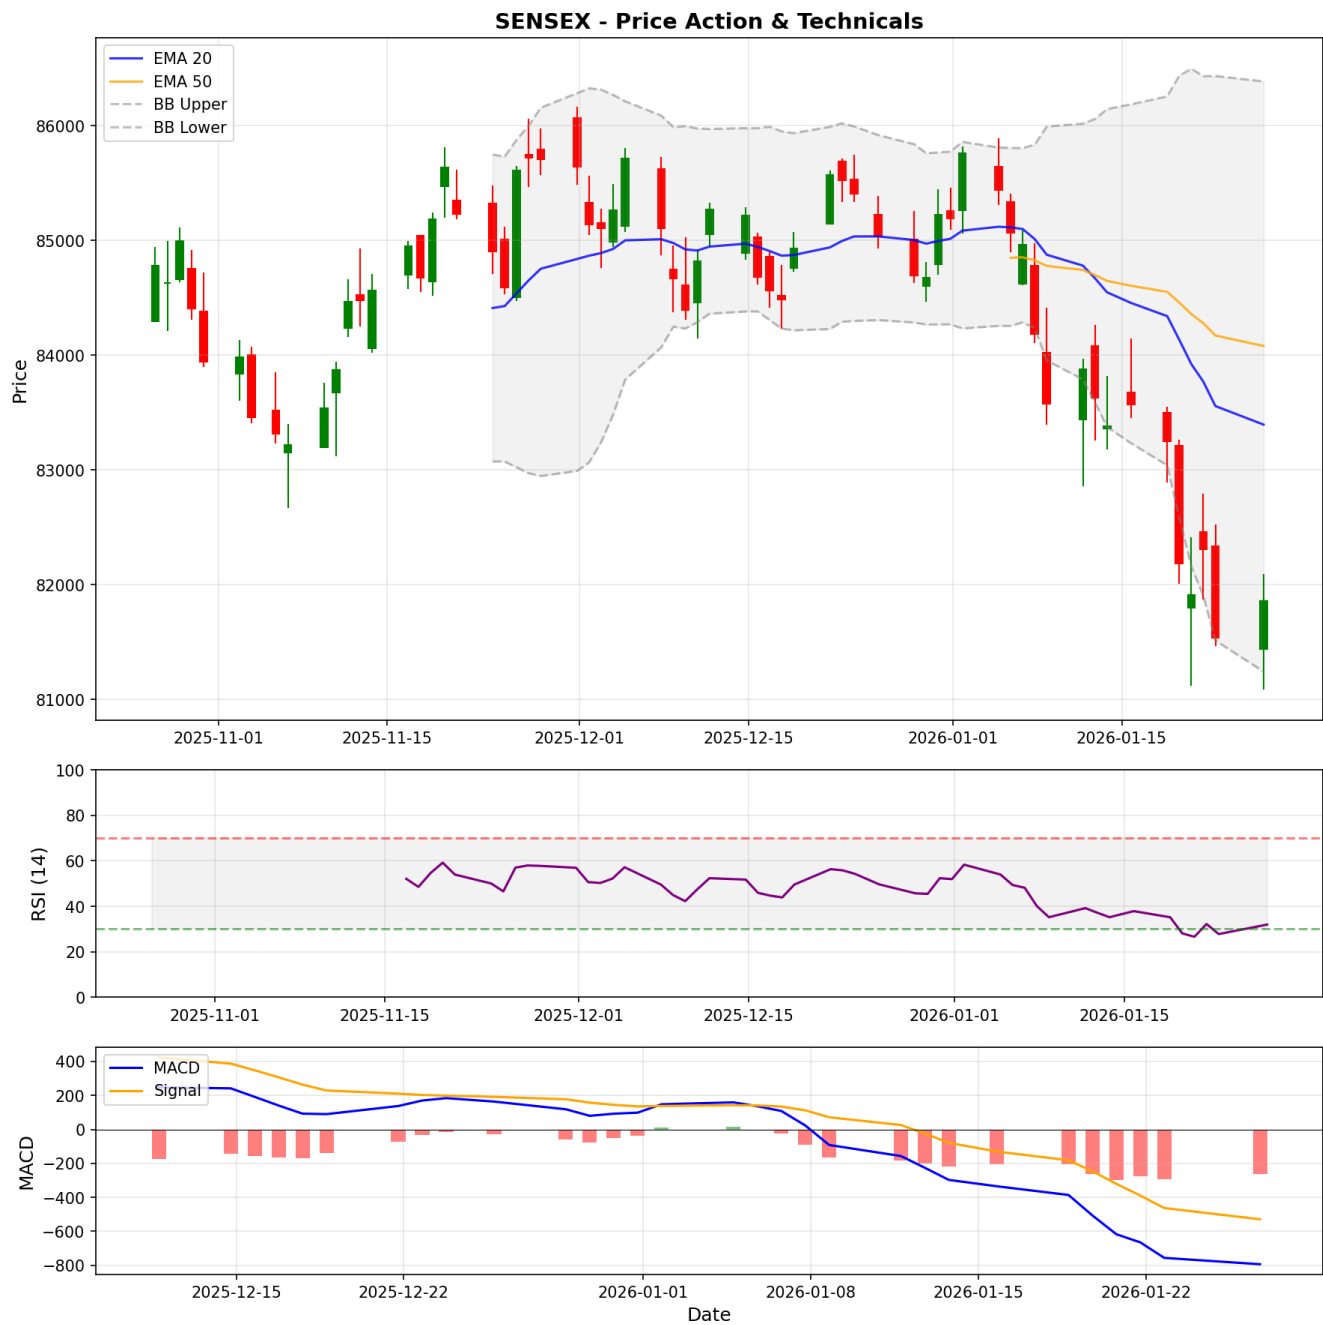 SENSEX - Price Action & Technicals
EMA 20
EMA 50
BB Upper
BB Lower
Price
86000
85000
84000
83000
82000
81000
2025-11-01 2025-11-15 2025-12-01 2025-12-15 2026-01-01 2026-01-15
RSI (14)
100
80
60
40
20
0
2025-11-01 2025-11-15 2025-12-01 2025-12-15 2026-01-01 2026-01-15
MACD
Signal
MACD
400
200
0
−200
−400
−600
−800
2025-12-15 2025-12-22 2026-01-01 2026-01-08 2026-01-15 2026-01-22
Date